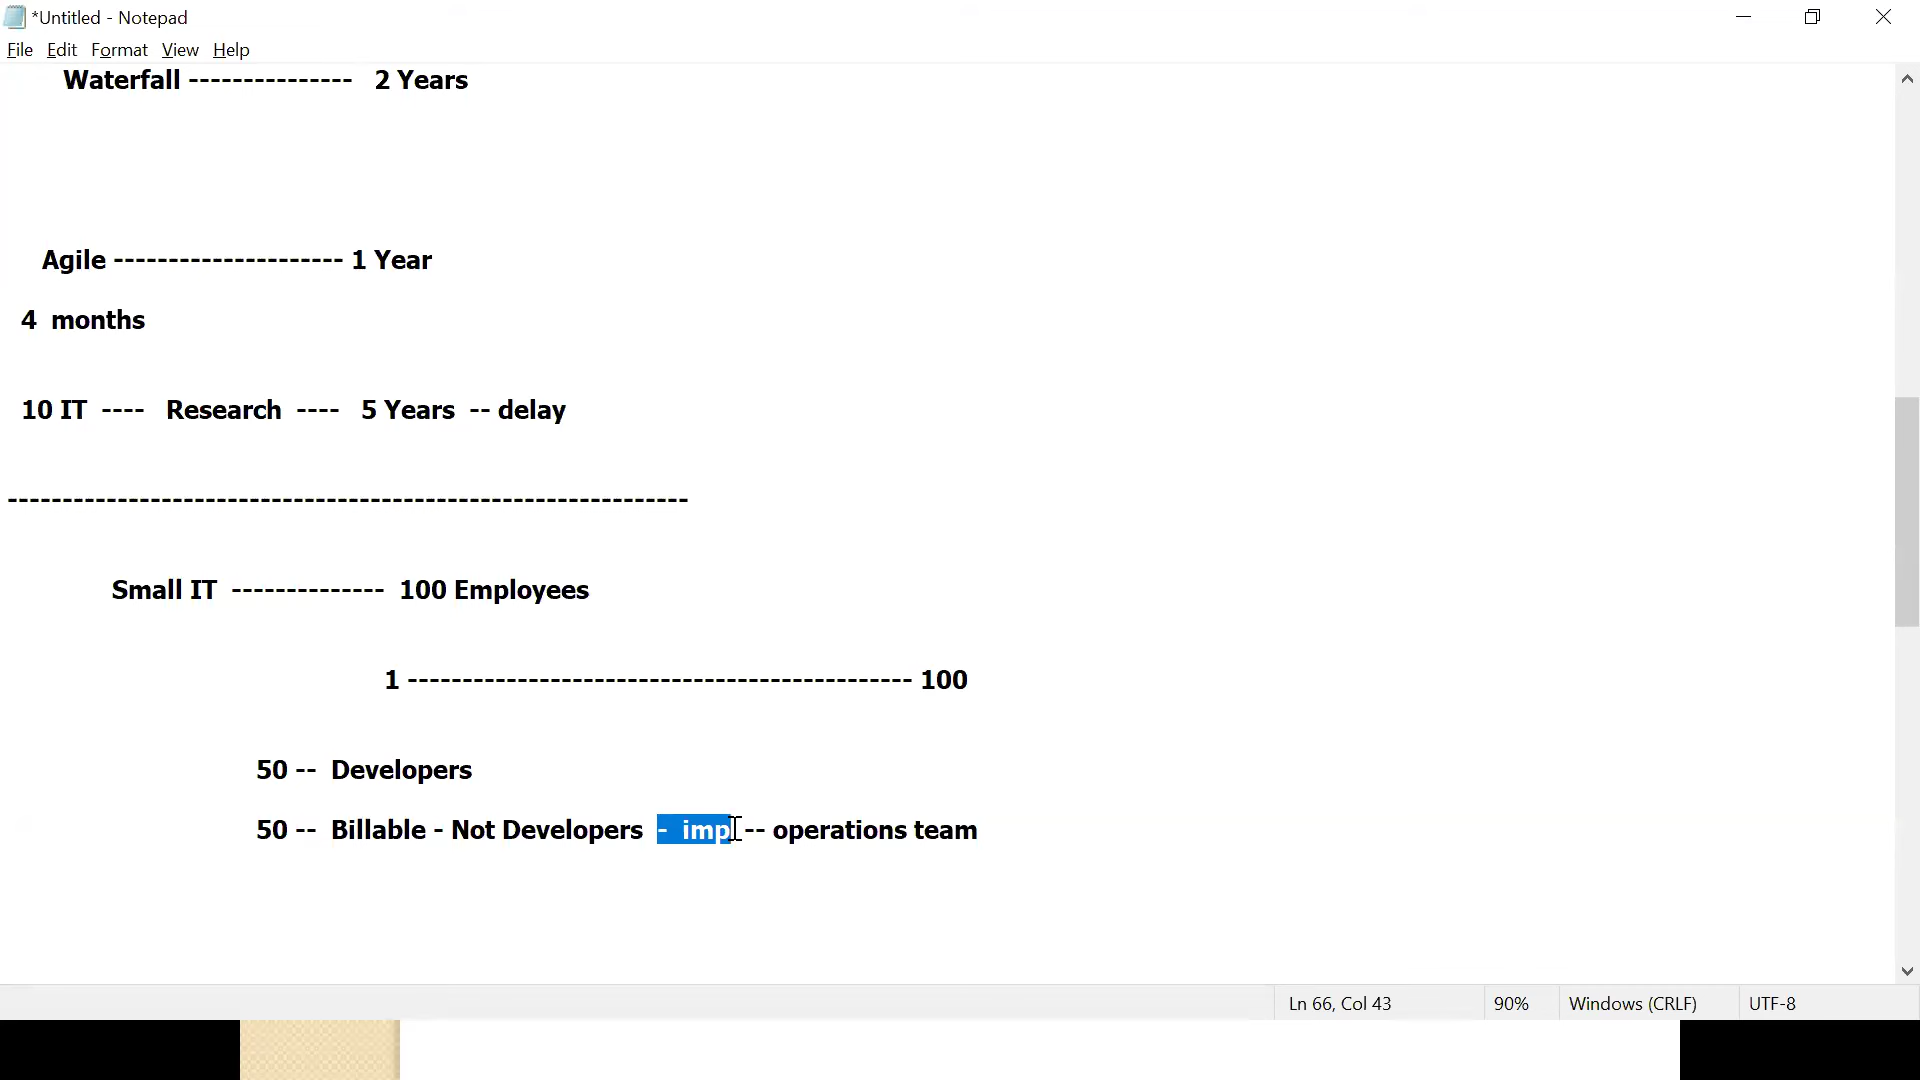 *Untitled - Notepad
File Edit Format View Help
Waterfall --------------- 2 Years
Agile --------------------- 1 Year
4 months
10 IT ---- Research ---- 5 Years -- delay
--------------------------------------------------------------
Small IT -------------- 100 Employees
1 ---------------------------------------------- 100
50 -- Developers
50 -- Billable - Not Developers - imp -- operations team
Ln 66, Col 43 90% Windows (CRLF) UTF-8